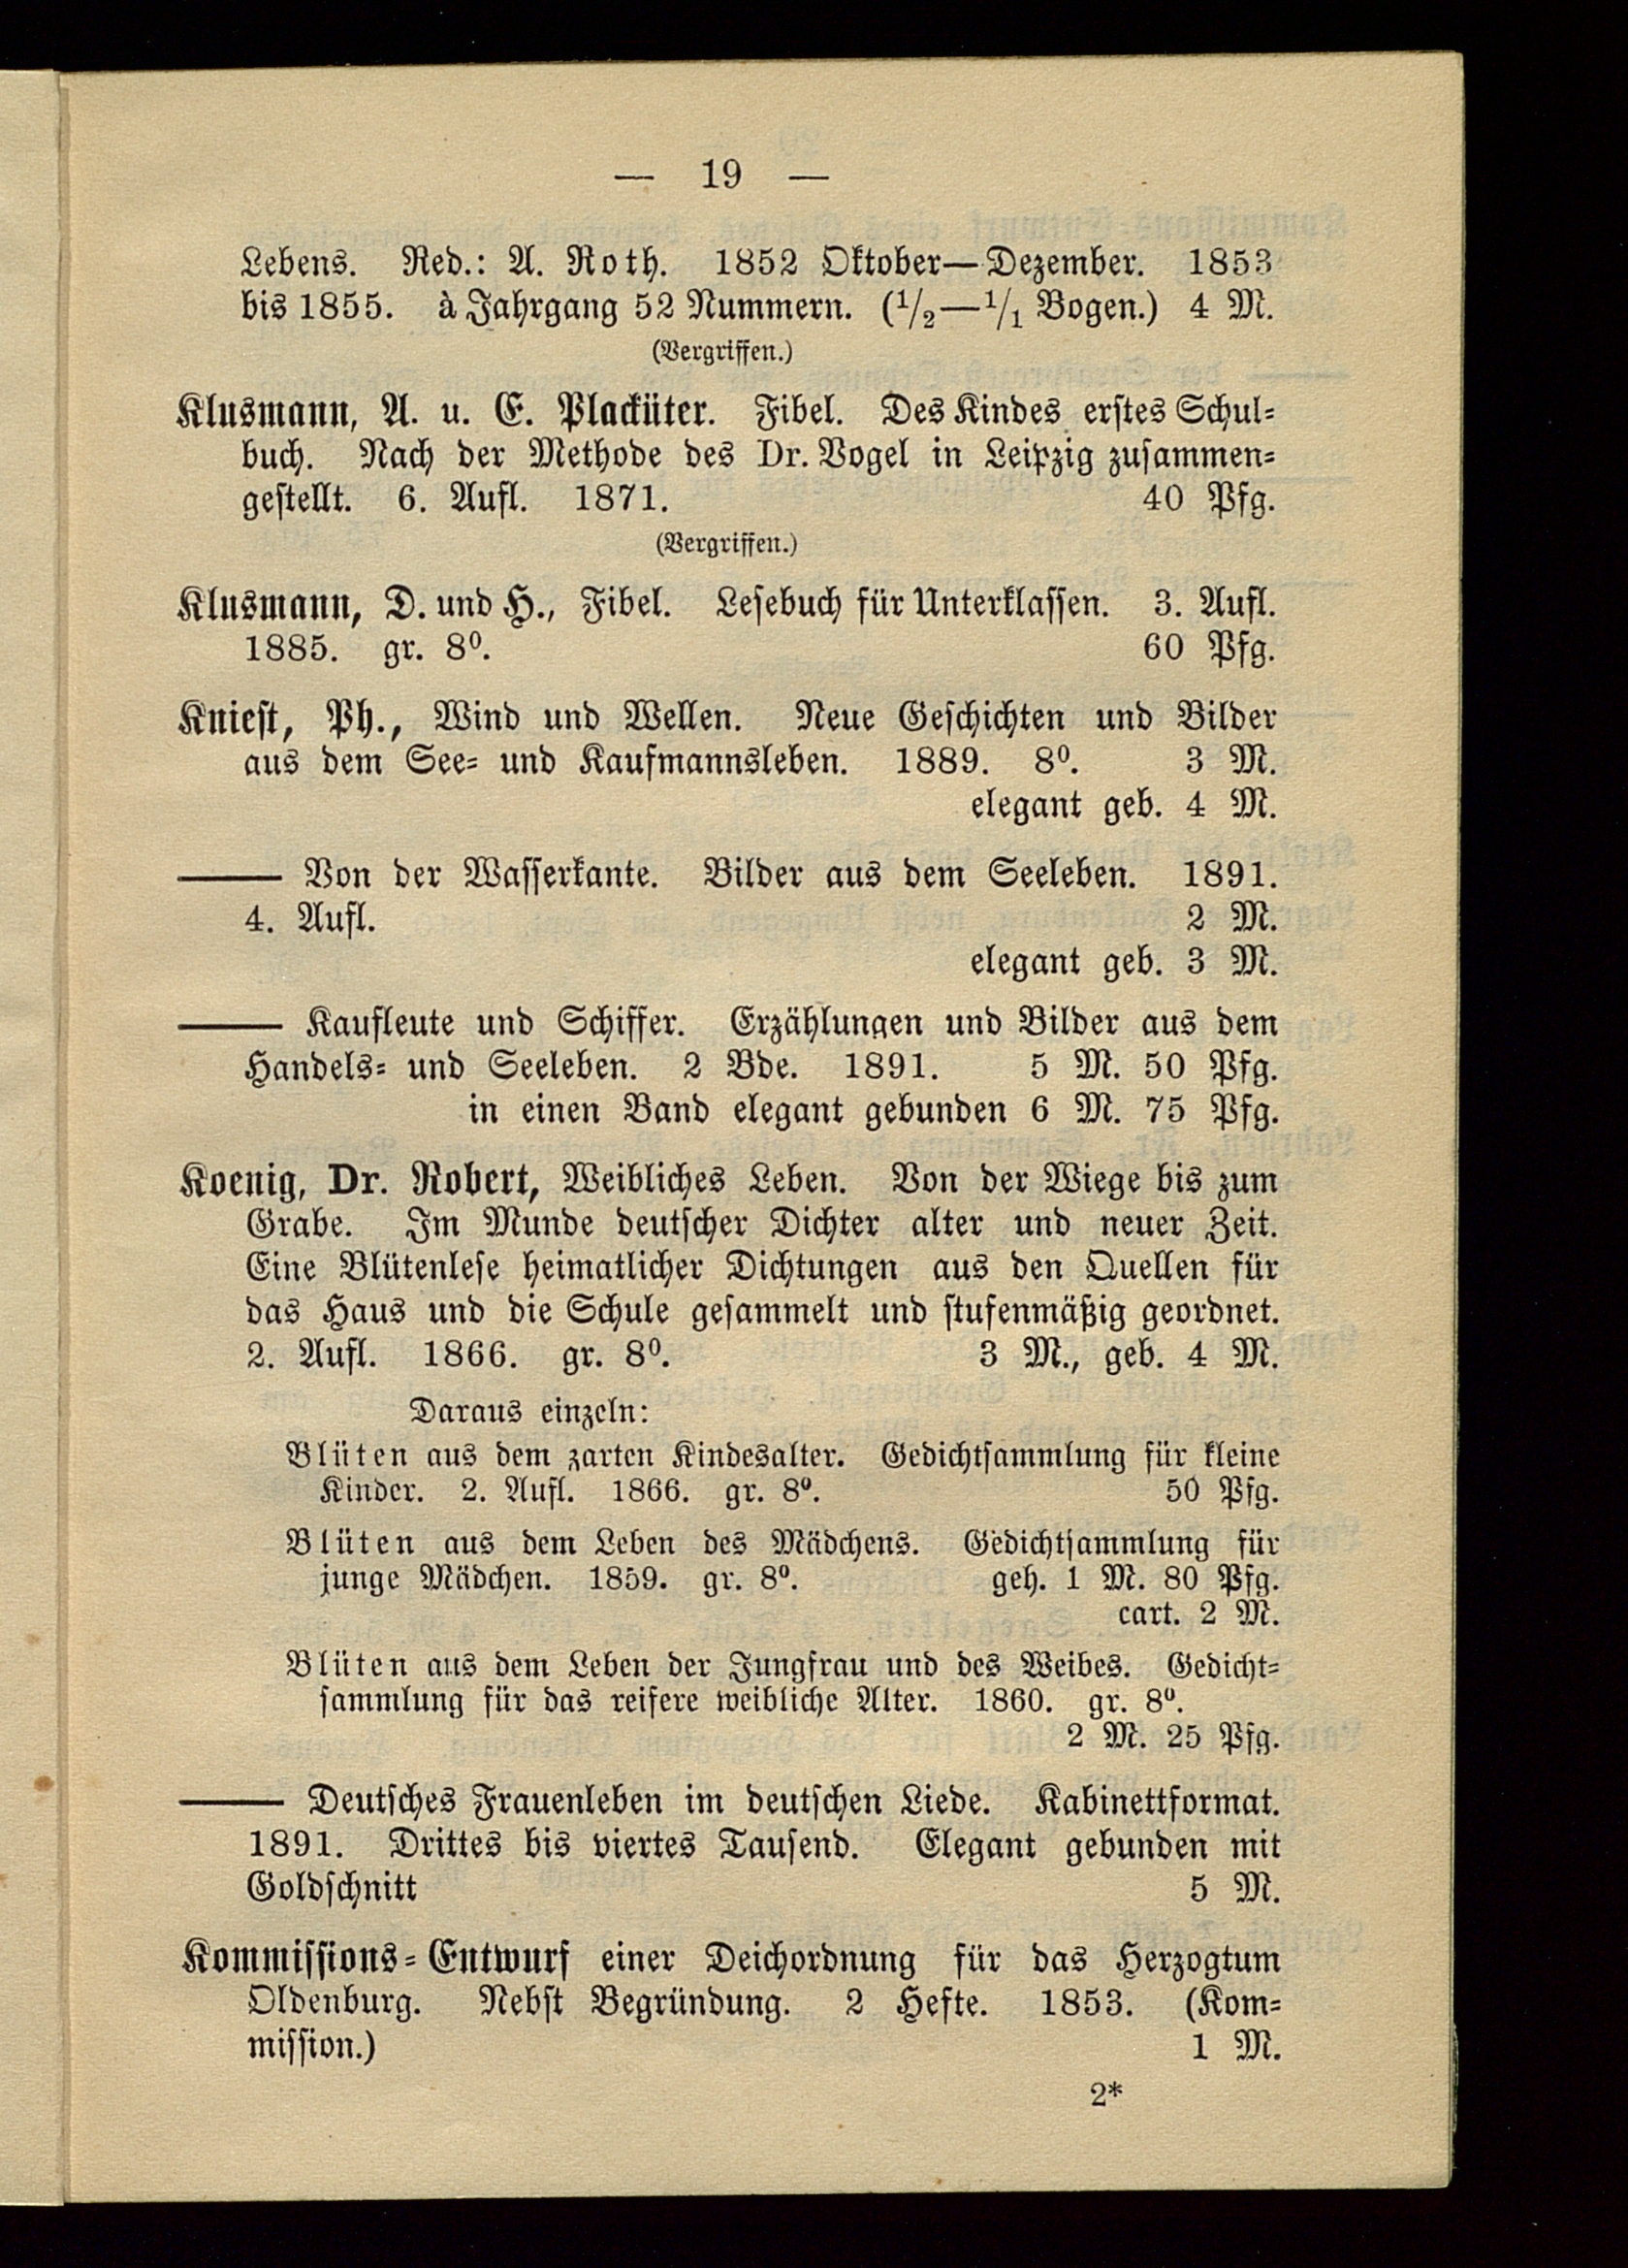 — 19 —
Lebens. Red.: A. Roth. 1852 Oktober—Dezember. 1853
bis 1855. à Jahrgang 52 Nummern. (1/2—1/1 Bogen.) 4 M.
(Vergriffen.)
Klusmann, A. u. E. Plackütер. Fibel. Des Kindes erstes Schul-
buch. Nach der Methode des Dr. Vogel in Leipzig zusammen-
gestellt. 6. Aufl. 1871. 40 Pfg.
(Vergriffen.)
Klusmann, D. und H., Fibel. Lesebuch für Unterklassen. 3. Aufl.
1885. gr. 8⁰. 60 Pfg.
Kniest, Ph., Wind und Wellen. Neue Geschichten und Bilder
aus dem See- und Kaufmannsleben. 1889. 8⁰. 3 M.
elegant geb. 4 M.
—— Von der Wasserkante. Bilder aus dem Seeleben. 1891.
4. Aufl. 2 M.
elegant geb. 3 M.
—— Kaufleute und Schiffer. Erzählungen und Bilder aus dem
Handels- und Seeleben. 2 Bde. 1891. 5 M. 50 Pfg.
in einen Band elegant gebunden 6 M. 75 Pfg.
Koenig, Dr. Robert, Weibliches Leben. Von der Wiege bis zum
Grabe. Im Munde deutscher Dichter alter und neuer Zeit.
Eine Blütenlese heimatlicher Dichtungen aus den Quellen für
das Haus und die Schule gesammelt und stufenmäßig geordnet.
2. Aufl. 1866. gr. 8⁰. 3 M., geb. 4 M.
Daraus einzeln:
Blüten aus dem zarten Kindesalter. Gedichtsammlung für kleine
Kinder. 2. Aufl. 1866. gr. 8⁰. 50 Pfg.
Blüten aus dem Leben des Mädchens. Gedichtsammlung für
junge Mädchen. 1859. gr. 8⁰. geh. 1 M. 80 Pfg.
cart. 2 M.
Blüten aus dem Leben der Jungfrau und des Weibes. Gedicht-
sammlung für das reifere weibliche Alter. 1860. gr. 8⁰.
2 M. 25 Pfg.
—— Deutsches Frauenleben im deutschen Liede. Kabinettformat.
1891. Drittes bis viertes Tausend. Elegant gebunden mit
Goldschnitt 5 M.
Kommissions-Entwurf einer Deichordnung für das Herzogtum
Oldenburg. Nebst Begründung. 2 Hefte. 1853. (Kom-
mission.) 1 M.
2*